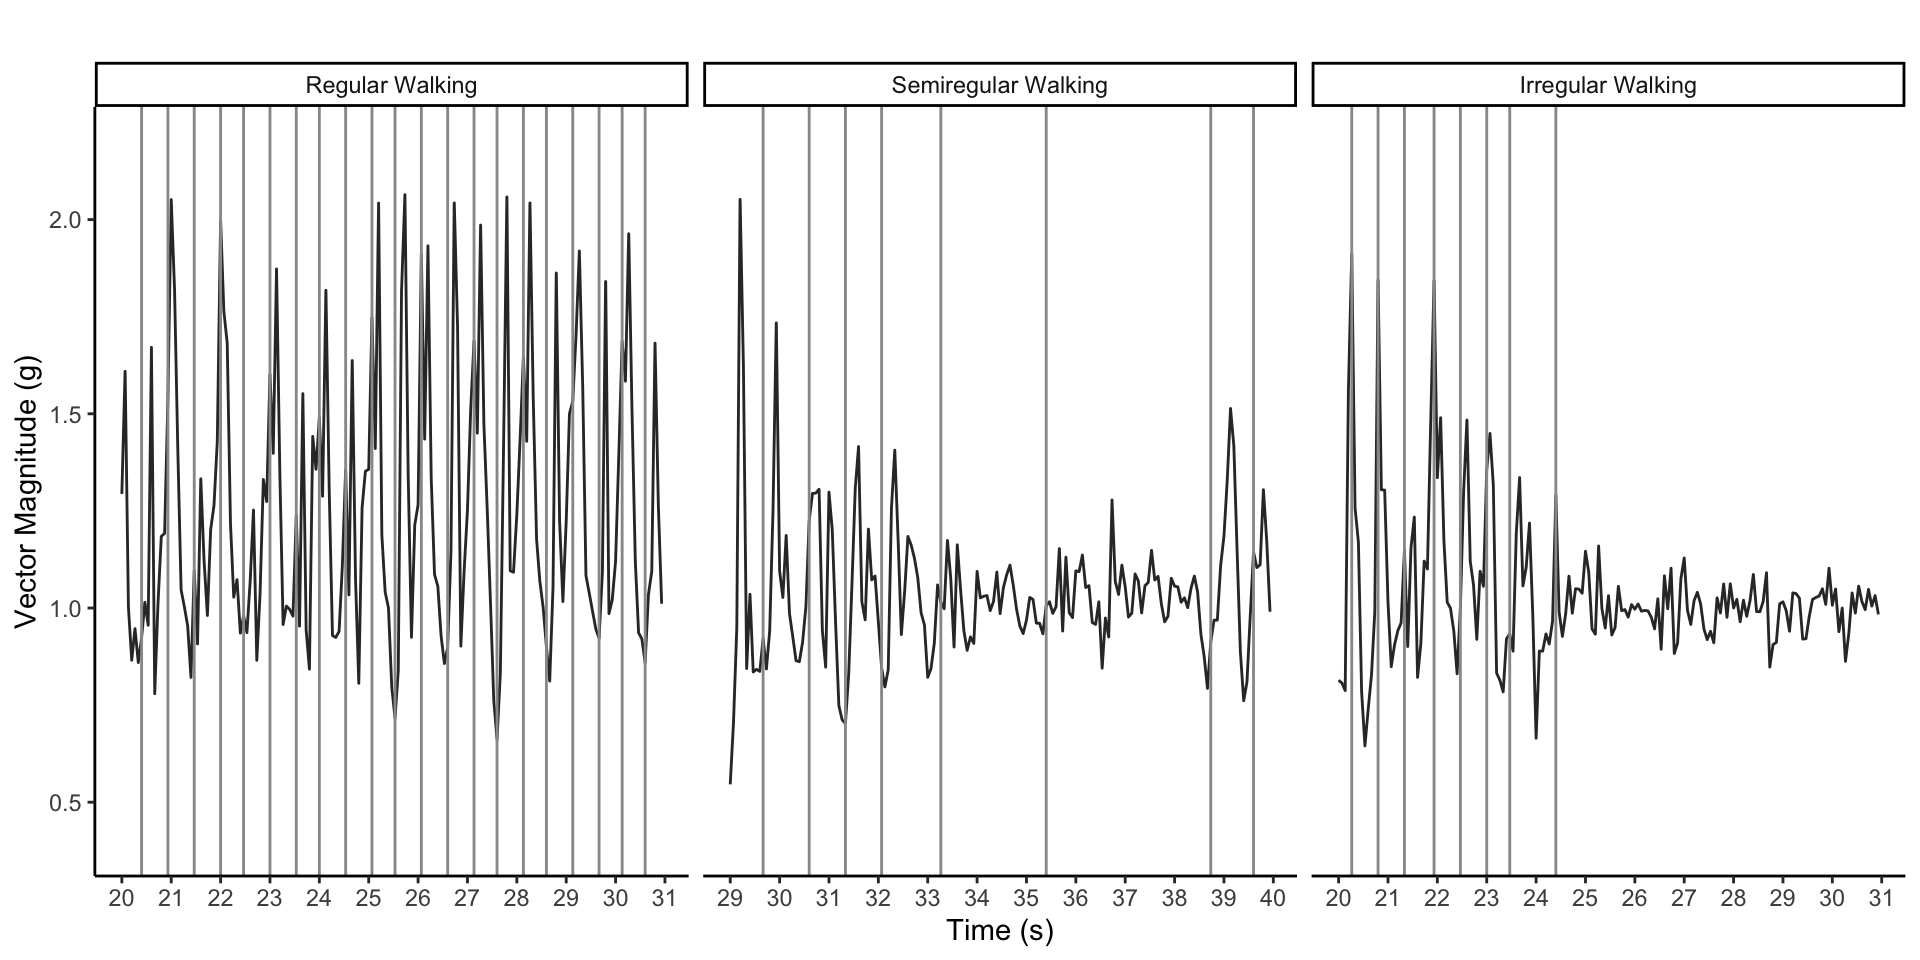 Regular Walking
Semiregular Walking
Irregular Walking
Vector Magnitude (g)
2.0
1.5
1.0
0.5
20 21 22 23 24 25 26 27 28 29 30 31
29 30 31 32 33 34 35 36 37 38 39 40
20 21 22 23 24 25 26 27 28 29 30 31
Time (s)